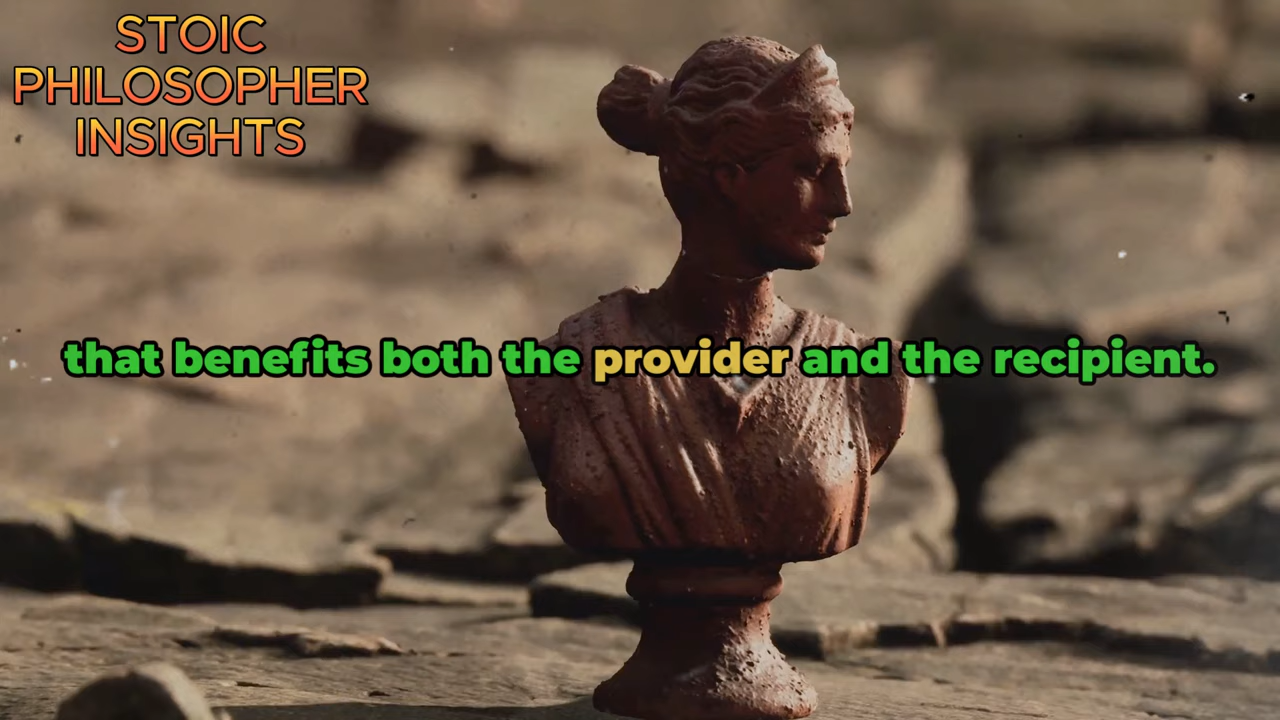 STOIC
PHILOSOPHER
INSIGHTS
that benefits both the provider and the recipient.